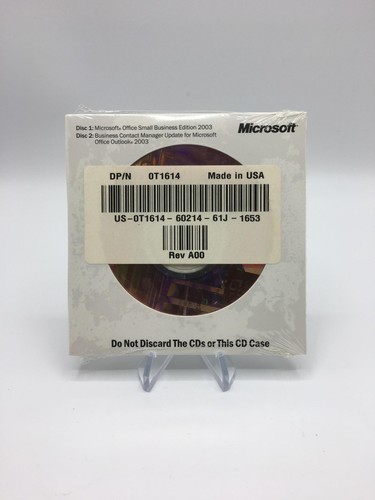 Disc 1: Microsoft® Office Small Business Edition 2003
Disc 2: Business Contact Manager Update for Microsoft
Office Outlook® 2003
Microsoft®
DP/N 0T1614 Made in USA
US-0T1614-60214-61J-1653
Rev A00
Do Not Discard The CDs or This CD Case